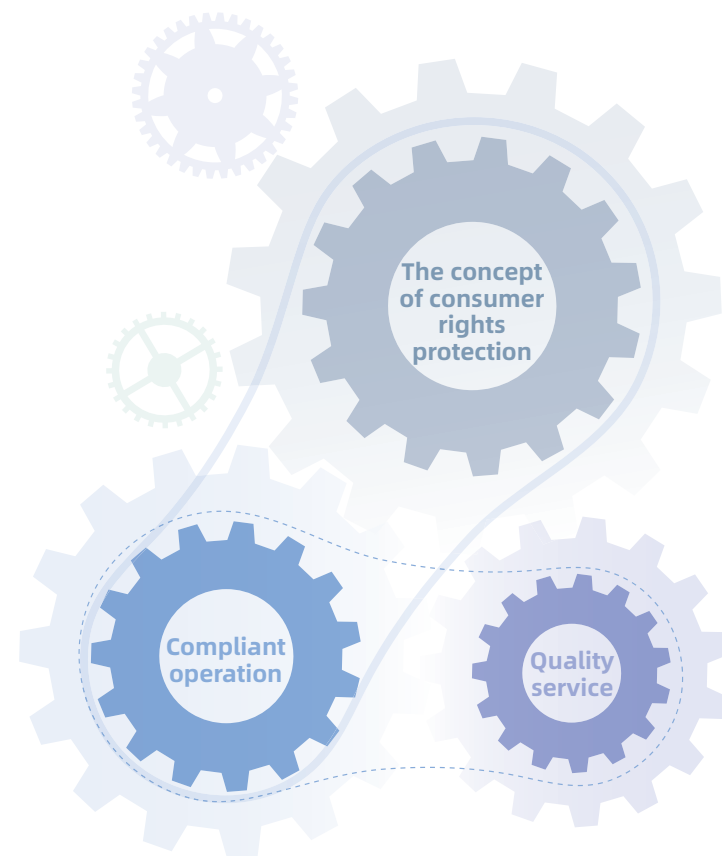 The concept
of consumer
rights
protection
Compliant
operation
Quality
service